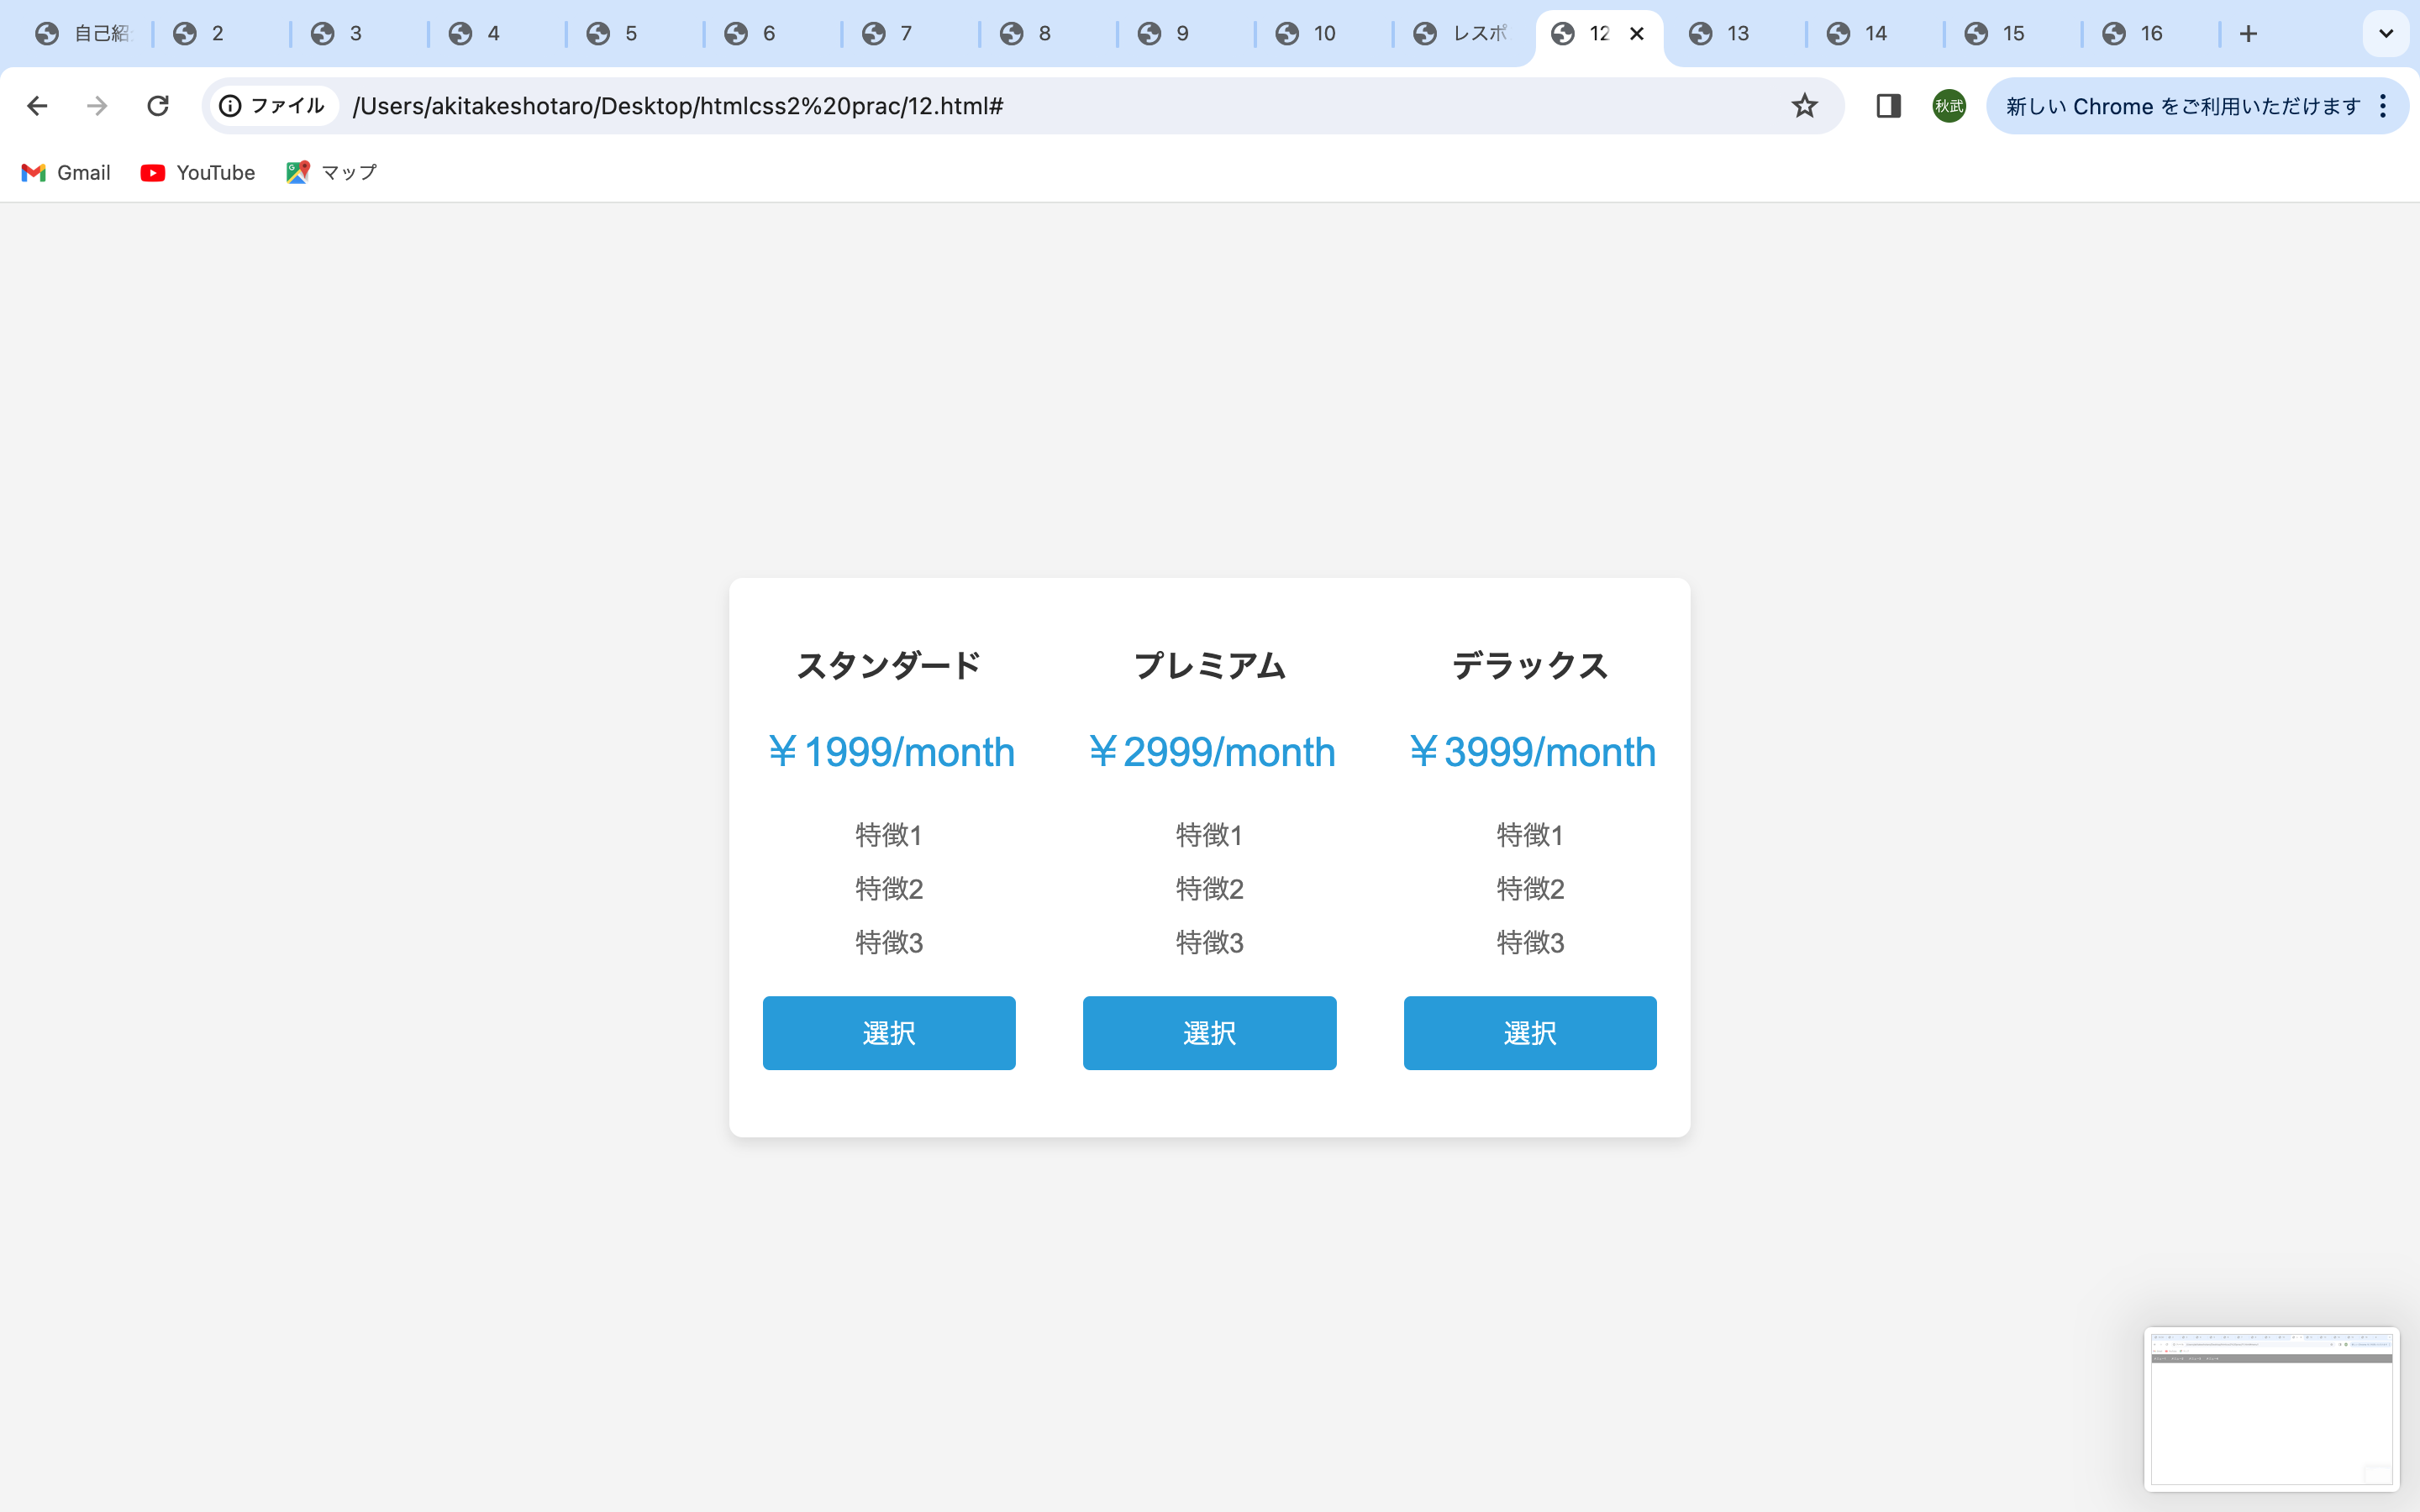 自己紹 2 3 4 5 6 7 8 9 10 レスポ 12 13 14 15 16
ファイル /Users/akitakeshotaro/Desktop/htmlcss2%20prac/12.html# 秋武 新しい Chrome をご利用いただけます
Gmail YouTube マップ
スタンダード プレミアム デラックス
￥1999/month ￥2999/month ￥3999/month
特徴1 特徴1 特徴1
特徴2 特徴2 特徴2
特徴3 特徴3 特徴3
選択 選択 選択